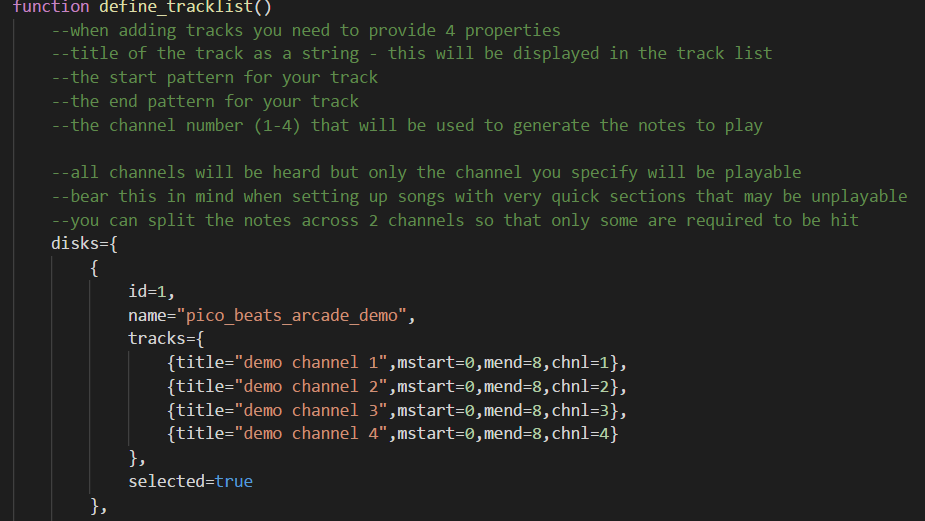 function define_tracklist()
--when adding tracks you need to provide 4 properties
--title of the track as a string - this will be displayed in the track list
--the start pattern for your track
--the end pattern for your track
--the channel number (1-4) that will be used to generate the notes to play
--all channels will be heard but only the channel you specify will be playable
--bear this in mind when setting up songs with very quick sections that may be unplayable
--you can split the notes across 2 channels so that only some are required to be hit
disks={
{
id=1,
name="pico_beats_arcade_demo",
tracks={
{title="demo channel 1",mstart=0,mend=8,chnl=1},
{title="demo channel 2",mstart=0,mend=8,chnl=2},
{title="demo channel 3",mstart=0,mend=8,chnl=3},
{title="demo channel 4",mstart=0,mend=8,chnl=4}
},
selected=true
},